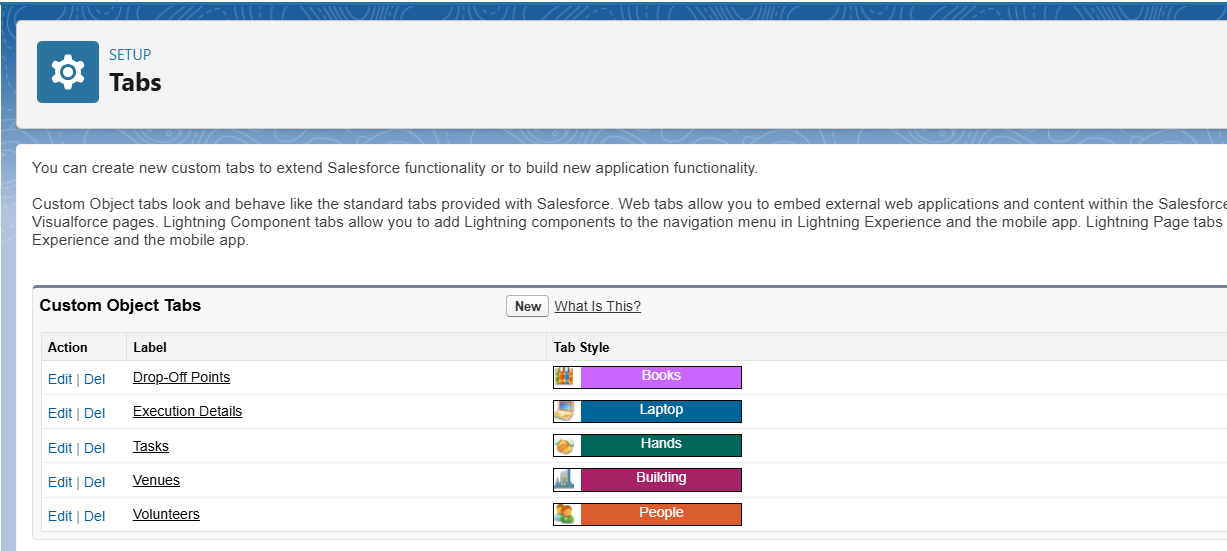 SETUP
Tabs
You can create new custom tabs to extend Salesforce functionality or to build new application functionality.
Custom Object tabs look and behave like the standard tabs provided with Salesforce. Web tabs allow you to embed external web applications and content within the Salesforce
Visualforce pages. Lightning Component tabs allow you to add Lightning components to the navigation menu in Lightning Experience and the mobile app. Lightning Page tabs
Experience and the mobile app.
Custom Object Tabs New What Is This?
Action Label Tab Style
Edit | Del Drop-Off Points Books
Edit | Del Execution Details Laptop
Edit | Del Tasks Hands
Edit | Del Venues Building
Edit | Del Volunteers People